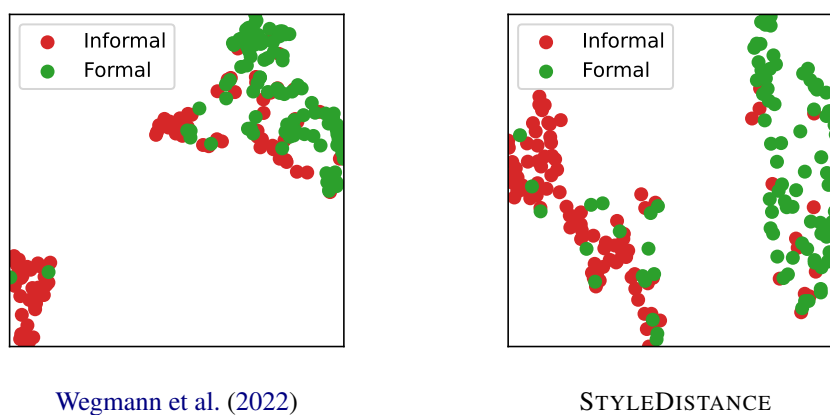 Informal
Formal
Informal
Formal
Wegmann et al. (2022)
STYLEDISTANCE